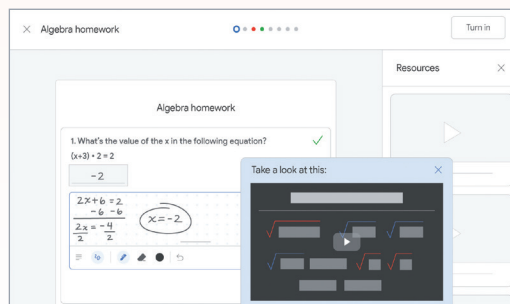 Algebra homework
Turn in
Resources
Algebra homework
1. What's the value of the x in the following equation?
(x+3) • 2 = 2
-2
Take a look at this:
2x+6 = 2
-6 -6
2x = -4
2 2
x=-2